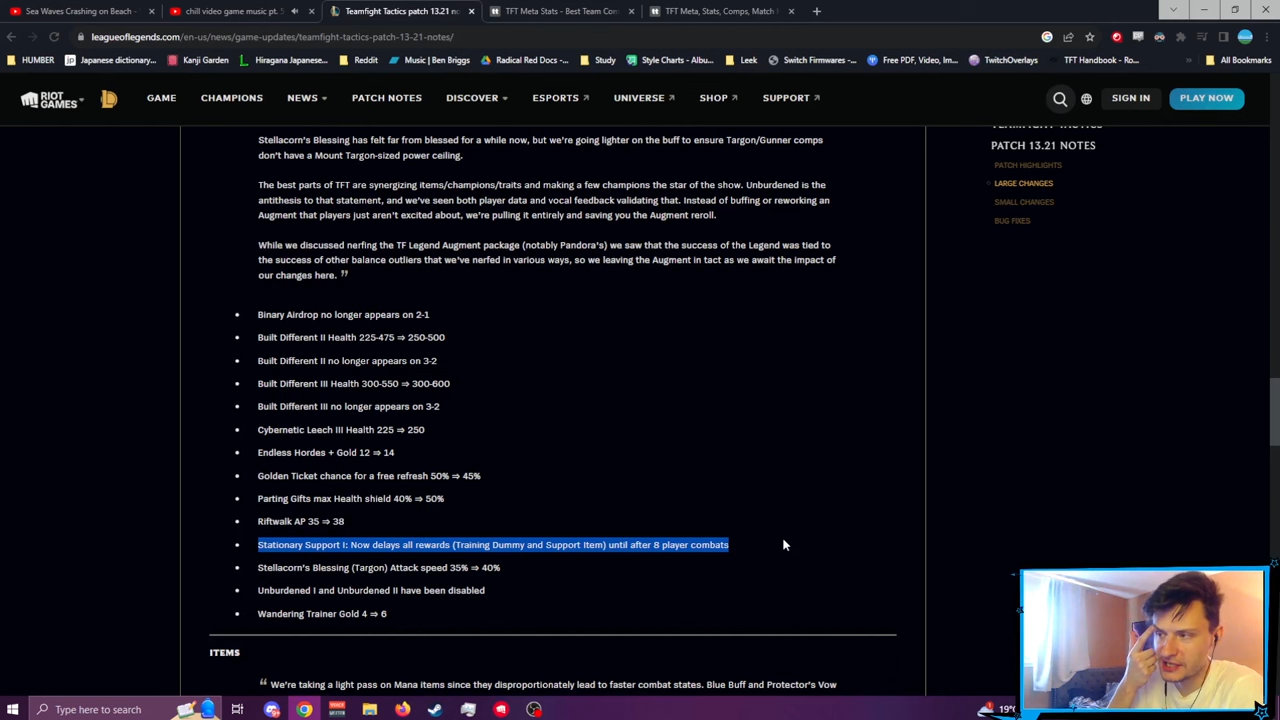 Sea Waves Crashing on Beach -
chill video game music pt. 5
Teamfight Tactics patch 13.21 no
TFT Meta Stats - Best Team Con
TFT Meta, Stats, Comps, Match H
leagueoflegends.com/en-us/news/game-updates/teamfight-tactics-patch-13-21-notes/
HUMBER
Japanese dictionary...
Kanji Garden
Hiragana Japanese...
Reddit
Music | Ben Briggs
Radical Red Docs -...
Study
Style Charts - Albu...
Leek
Switch Firmwares -...
Free PDF, Video, Im...
TwitchOverlays
TFT Handbook - Ro...
All Bookmarks
RIOT GAMES
GAME
CHAMPIONS
NEWS
PATCH NOTES
DISCOVER
ESPORTS
UNIVERSE
SHOP
SUPPORT
SIGN IN
PLAY NOW
TEAMFIGHT TACTICS
PATCH 13.21 NOTES
PATCH HIGHLIGHTS
LARGE CHANGES
SMALL CHANGES
BUG FIXES
Stellacorn's Blessing has felt far from blessed for a while now, but we're going lighter on the buff to ensure Targon/Gunner comps
don't have a Mount Targon-sized power ceiling.
The best parts of TFT are synergizing items/champions/traits and making a few champions the star of the show. Unburdened is the
antithesis to that statement, and we've seen both player data and vocal feedback validating that. Instead of buffing or reworking an
Augment that players just aren't excited about, we're pulling it entirely and saving you the Augment reroll.
While we discussed nerfing the TF Legend Augment package (notably Pandora's) we saw that the success of the Legend was tied to
the success of other balance outliers that we've nerfed in various ways, so we leaving the Augment in tact as we await the impact of
our changes here. ”
• Binary Airdrop no longer appears on 2-1
• Built Different II Health 225-475 ⇒ 250-500
• Built Different II no longer appears on 3-2
• Built Different III Health 300-550 ⇒ 300-600
• Built Different III no longer appears on 3-2
• Cybernetic Leech III Health 225 ⇒ 250
• Endless Hordes + Gold 12 ⇒ 14
• Golden Ticket chance for a free refresh 50% ⇒ 45%
• Parting Gifts max Health shield 40% ⇒ 50%
• Riftwalk AP 35 ⇒ 38
• Stationary Support I: Now delays all rewards (Training Dummy and Support Item) until after 8 player combats
• Stellacorn's Blessing (Targon) Attack speed 35% ⇒ 40%
• Unburdened I and Unburdened II have been disabled
• Wandering Trainer Gold 4 ⇒ 6
ITEMS
“ We're taking a light pass on Mana items since they disproportionately lead to faster combat states. Blue Buff and Protector's Vow
Type here to search
19°C